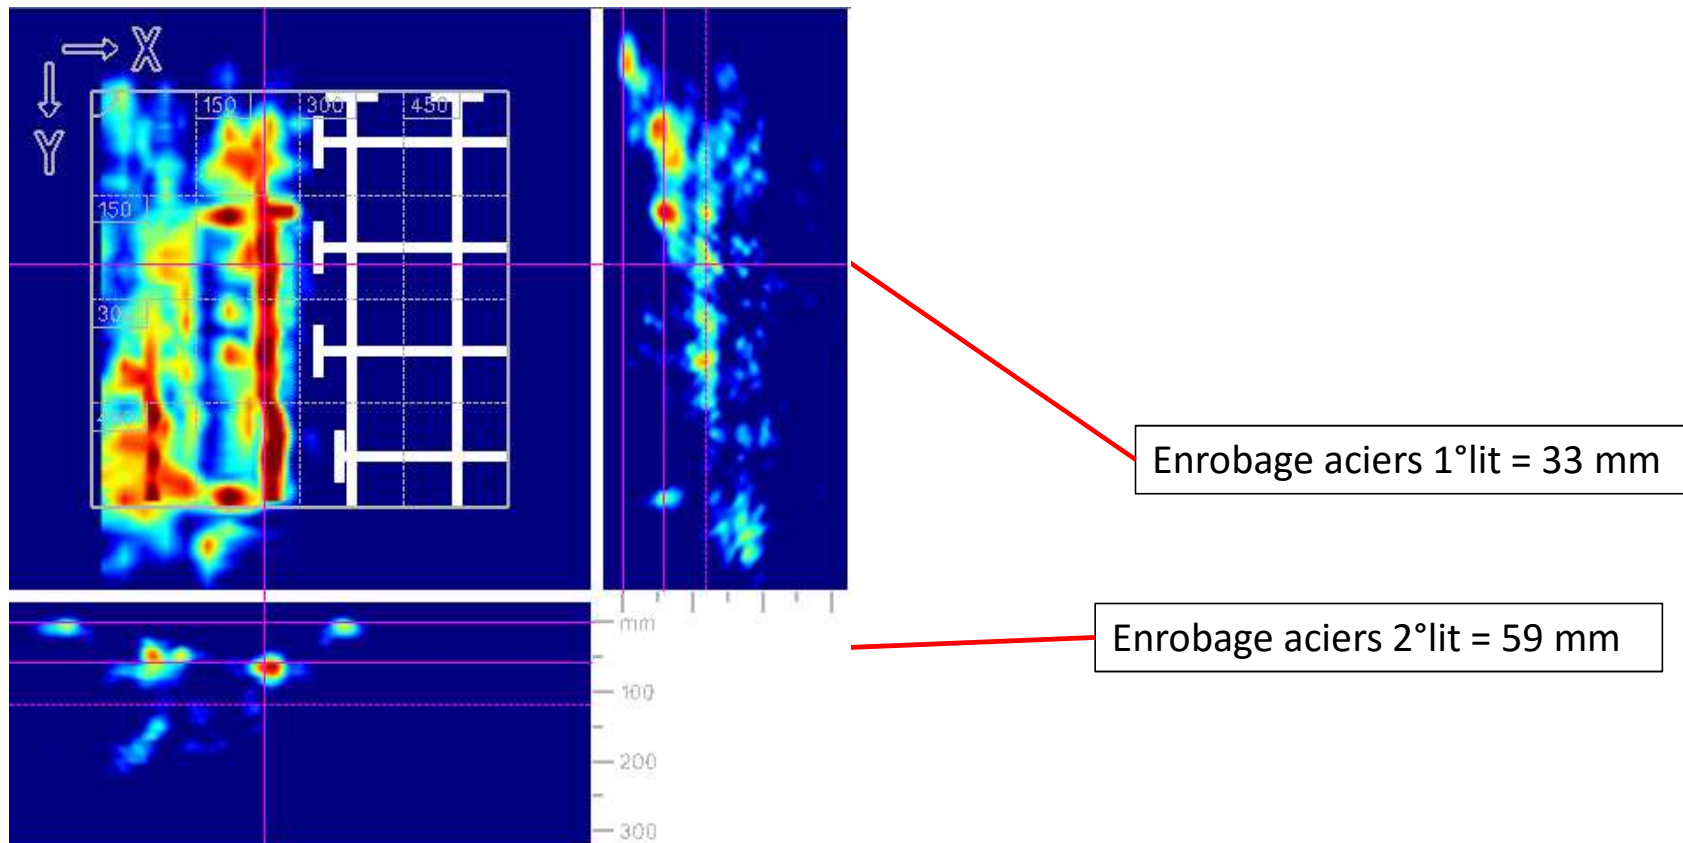 X
Y
150 300 450
150
300
mm
100
200
300
Enrobage aciers 1°lit = 33 mm
Enrobage aciers 2°lit = 59 mm